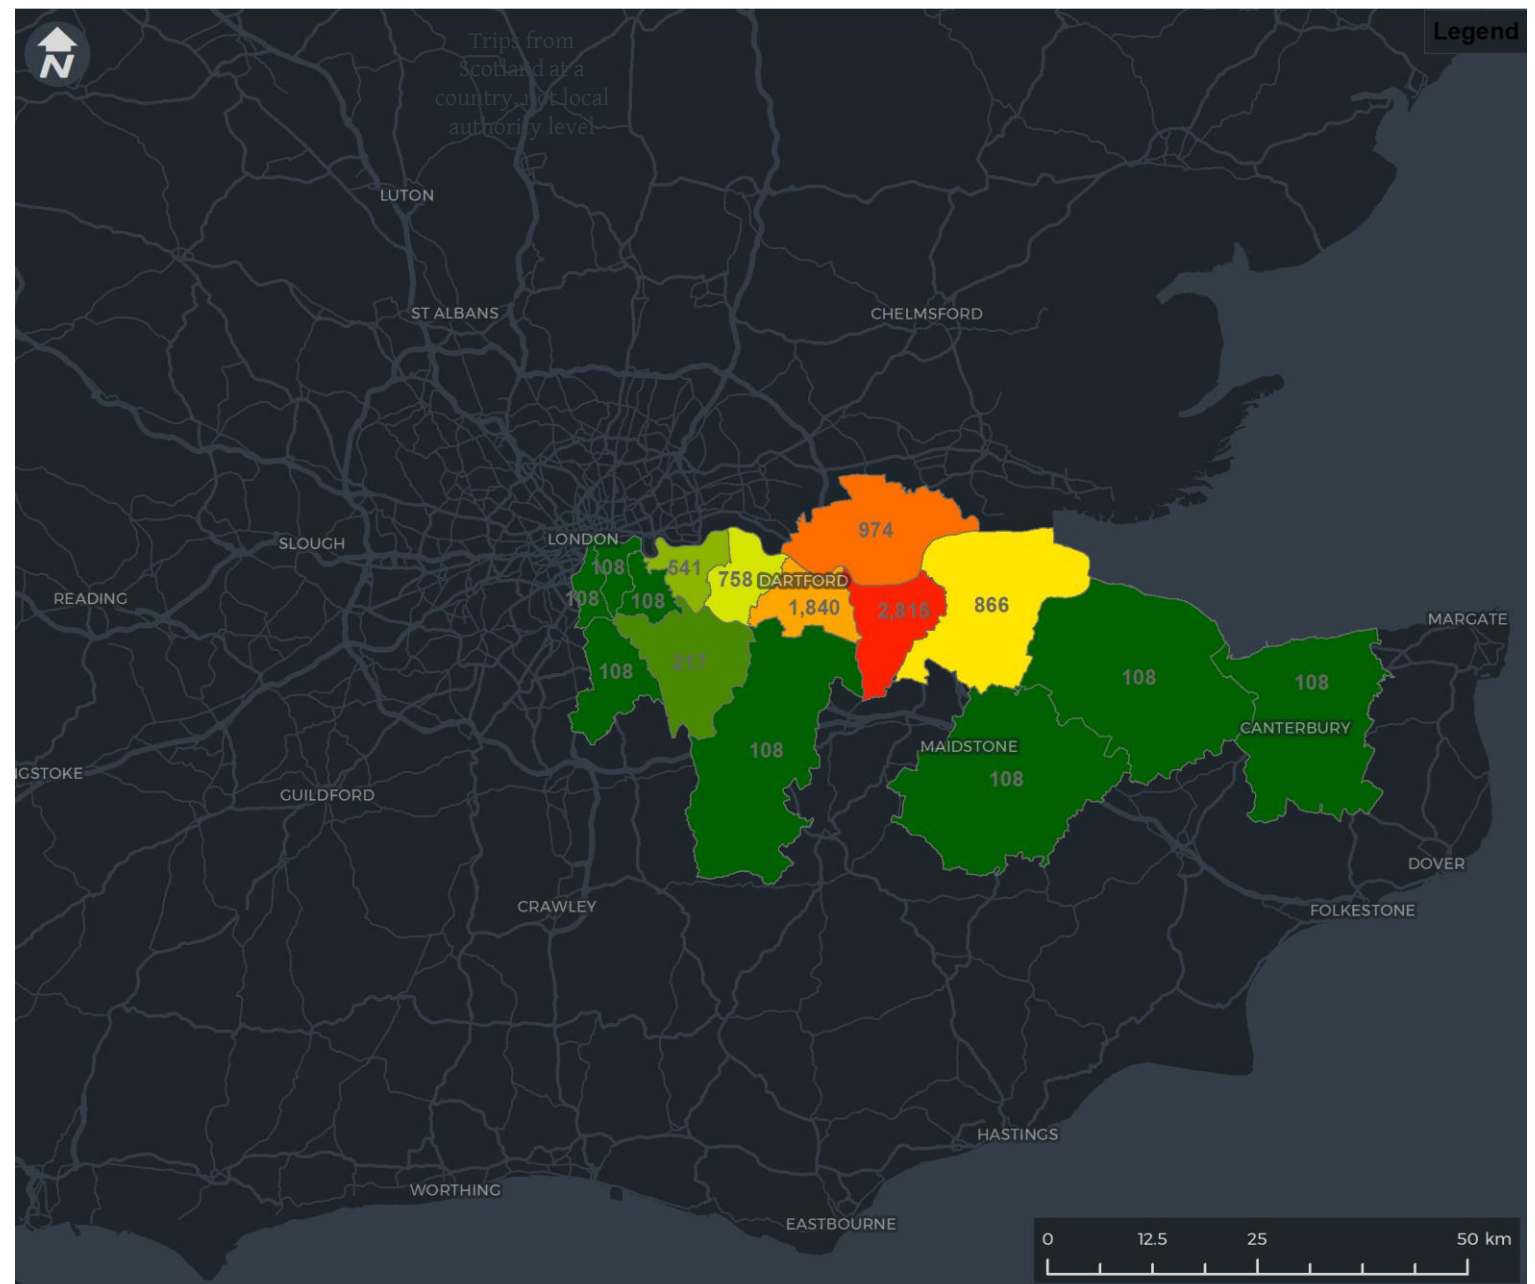 N
Legend
Trips from
Scotland at a
country, not local
authority level
LUTON
ST ALBANS
CHELMSFORD
SLOUGH
LONDON
READING
974
108
541
758
DARTFORD
108
108
1,840
2,815
866
MARGATE
108
217
108
108
108
CANTERBURY
MAIDSTONE
108
108
IGSTOKE
GUILDFORD
CRAWLEY
DOVER
FOLKESTONE
HASTINGS
WORTHING
EASTBOURNE
0 12.5 25 50 km